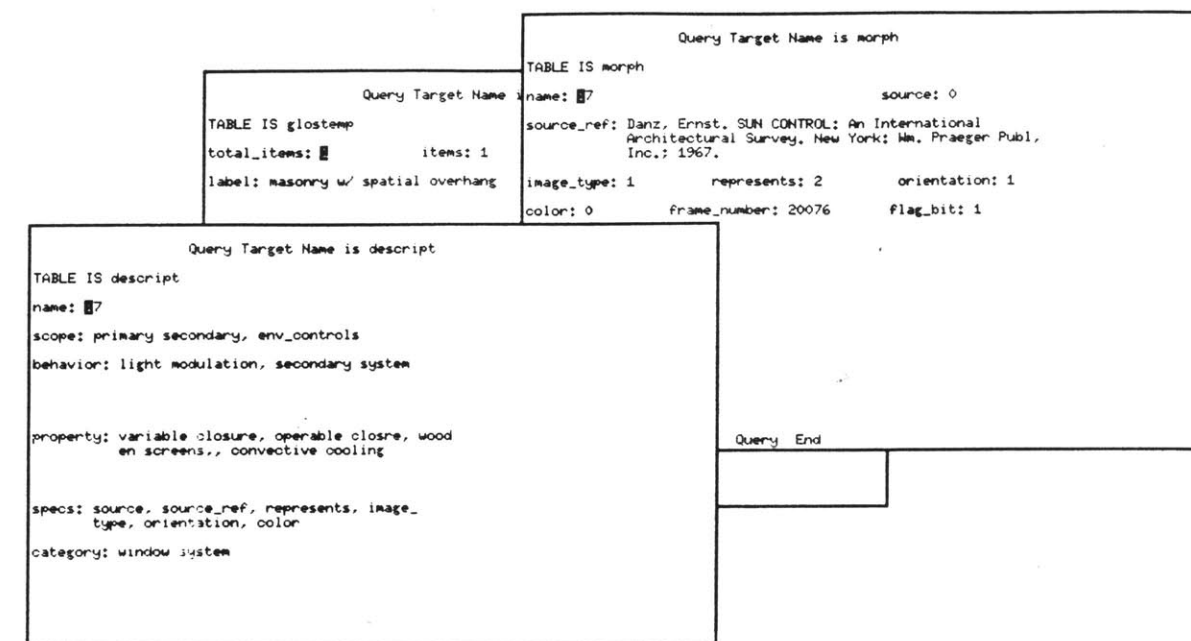 Query Target Name is morph
TABLE IS morph
name: 7 source: 0
source_ref: Danz, Ernst. SUN CONTROL: An International
Architectural Survey. New York: Wm. Praeger Publ,
Inc.; 1967.
image_type: 1 represents: 2 orientation: 1
color: 0 frame_number: 20076 flag_bit: 1
Query End
Query Target Name
TABLE IS glostemp
total_items: items: 1
label: masonry w/ spatial overhang
Query Target Name is descript
TABLE IS descript
name: 7
scope: primary secondary, env_controls
behavior: light modulation, secondary system
property: variable closure, operable closre, wood
en screens,, convective cooling
specs: source, source_ref, represents, image_
type, orientation, color
category: window system